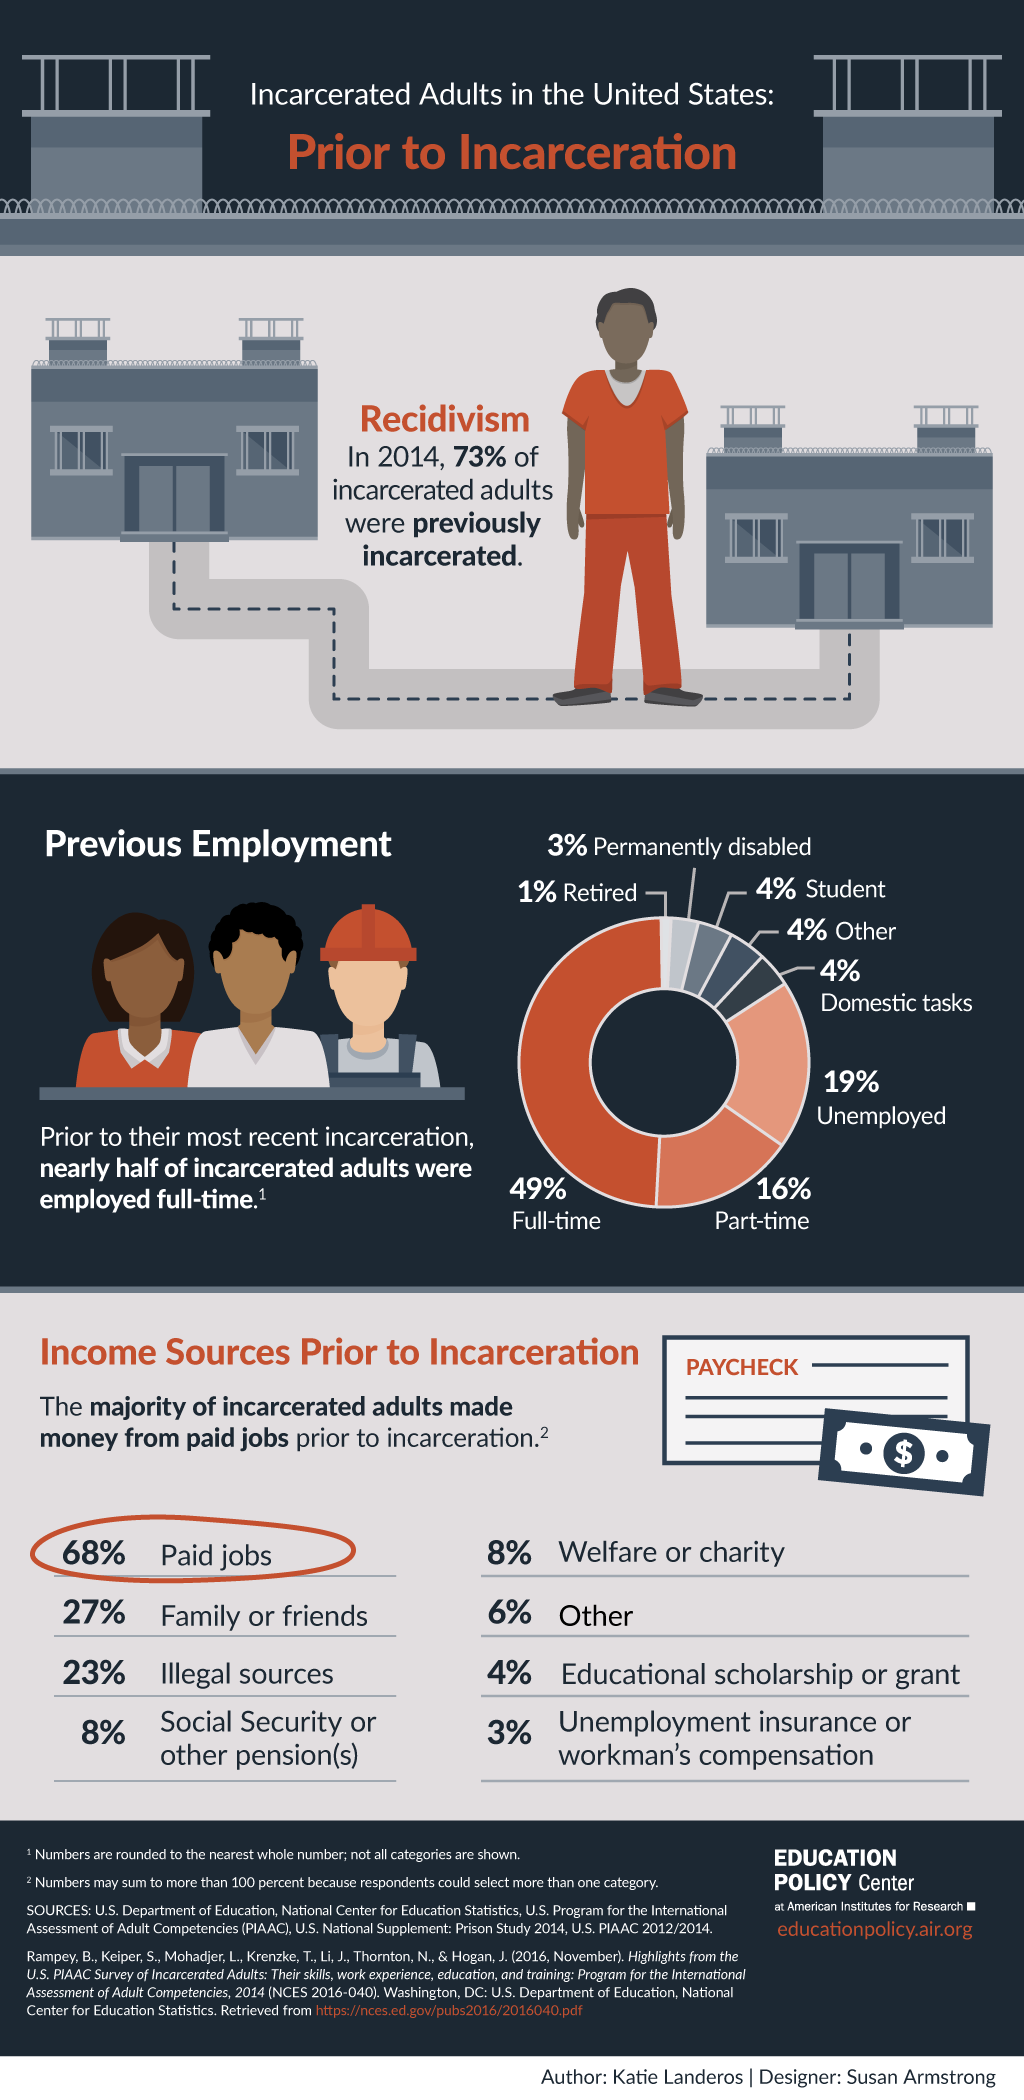 Incarcerated Adults in the United States:
Prior to Incarceration
Recidivism
In 2014, 73% of
incarcerated adults
were previously
incarcerated.
Previous Employment
Prior to their most recent incarceration,
nearly half of incarcerated adults were
employed full-time.¹
3% Permanently disabled
1% Retired
4% Student
4% Other
4%
Domestic tasks
19%
Unemployed
49%
Full-time
16%
Part-time
Income Sources Prior to Incarceration
The majority of incarcerated adults made
money from paid jobs prior to incarceration.²
PAYCHECK
$
68% Paid jobs
27% Family or friends
23% Illegal sources
8% Social Security or
other pension(s)
8% Welfare or charity
6% Other
4% Educational scholarship or grant
3% Unemployment insurance or
workman's compensation
¹ Numbers are rounded to the nearest whole number; not all categories are shown.
² Numbers may sum to more than 100 percent because respondents could select more than one category.
SOURCES: U.S. Department of Education, National Center for Education Statistics, U.S. Program for the International
Assessment of Adult Competencies (PIAAC), U.S. National Supplement: Prison Study 2014, U.S. PIAAC 2012/2014.
Rampey, B., Keiper, S., Mohadjer, L., Krenzke, T., Li, J., Thornton, N., & Hogan, J. (2016, November). Highlights from the
U.S. PIAAC Survey of Incarcerated Adults: Their skills, work experience, education, and training: Program for the International
Assessment of Adult Competencies, 2014 (NCES 2016-040). Washington, DC: U.S. Department of Education, National
Center for Education Statistics. Retrieved from https://nces.ed.gov/pubs2016/2016040.pdf
EDUCATION
POLICY Center
at American Institutes for Research
educationpolicy.air.org
Author: Katie Landeros | Designer: Susan Armstrong